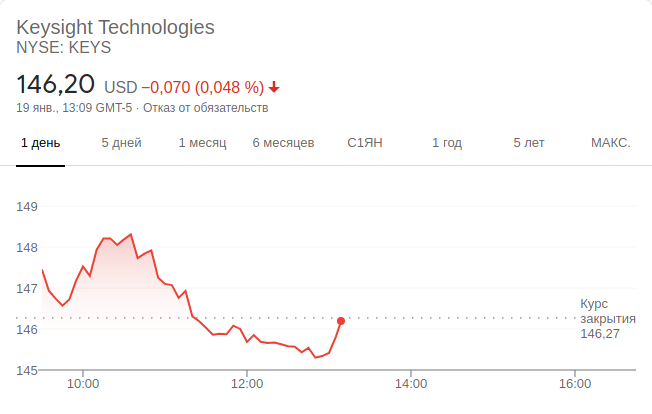 Keysight Technologies
NYSE: KEYS
146,20 USD −0,070 (0,048 %)
19 янв., 13:09 GMT-5 · Отказ от обязательств
1 день 5 дней 1 месяц 6 месяцев С1ЯН 1 год 5 лет МАКС.
149
148
147
146
145
Курс
закрытия
146,27
10:00 12:00 14:00 16:00